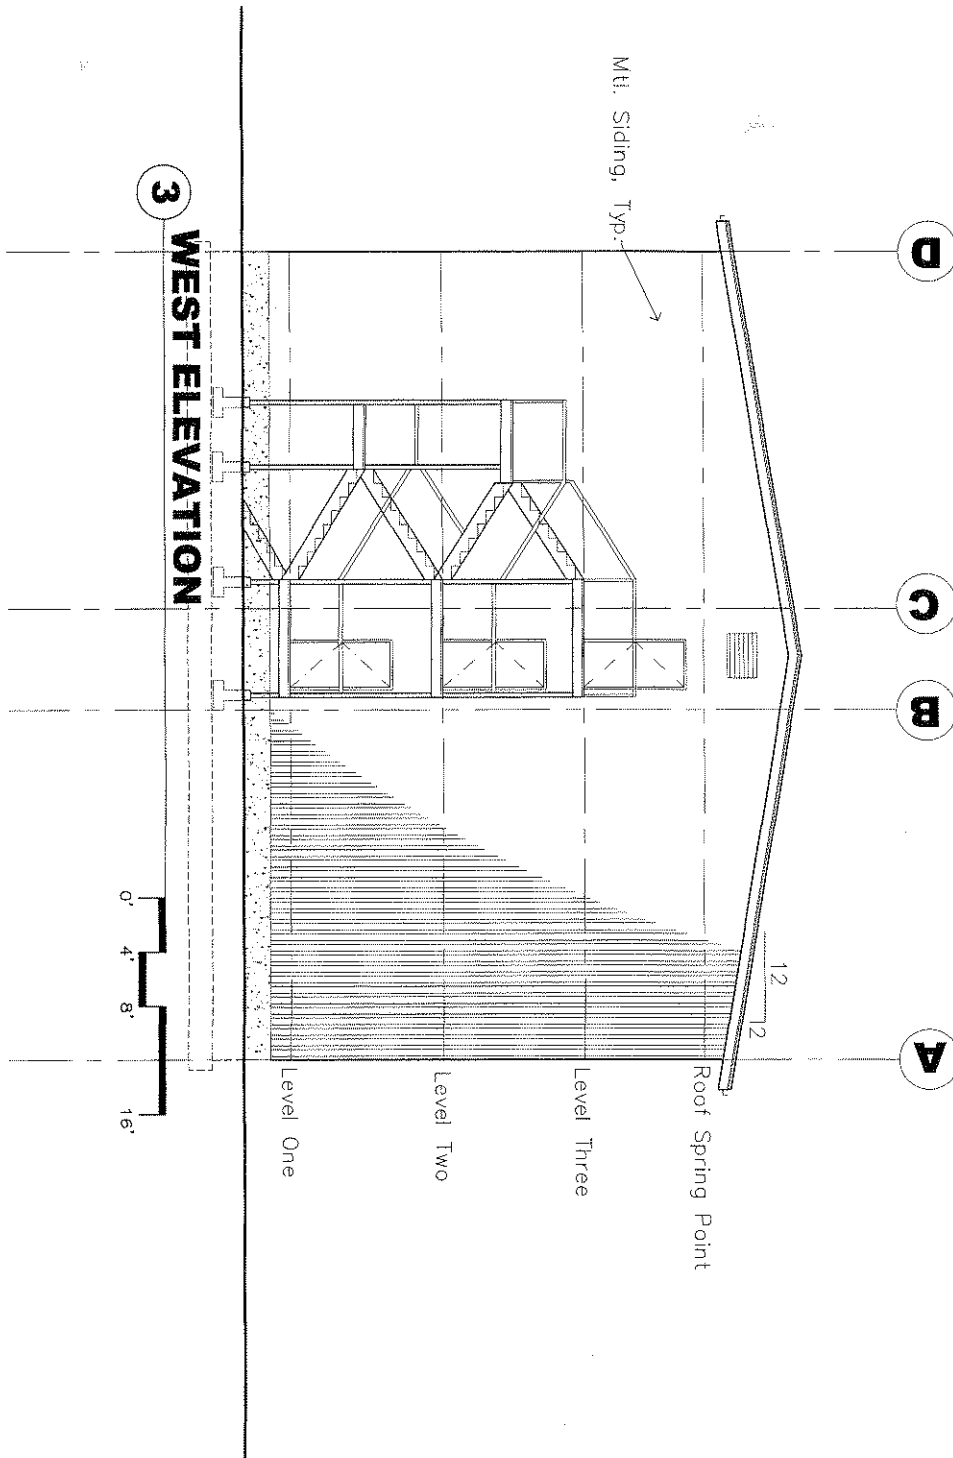 D
C
B
A
Mtl. Siding, Typ.
12
2
Roof Spring Point
Level Three
Level Two
Level One
3
WEST ELEVATION
0'
4'
8'
16'